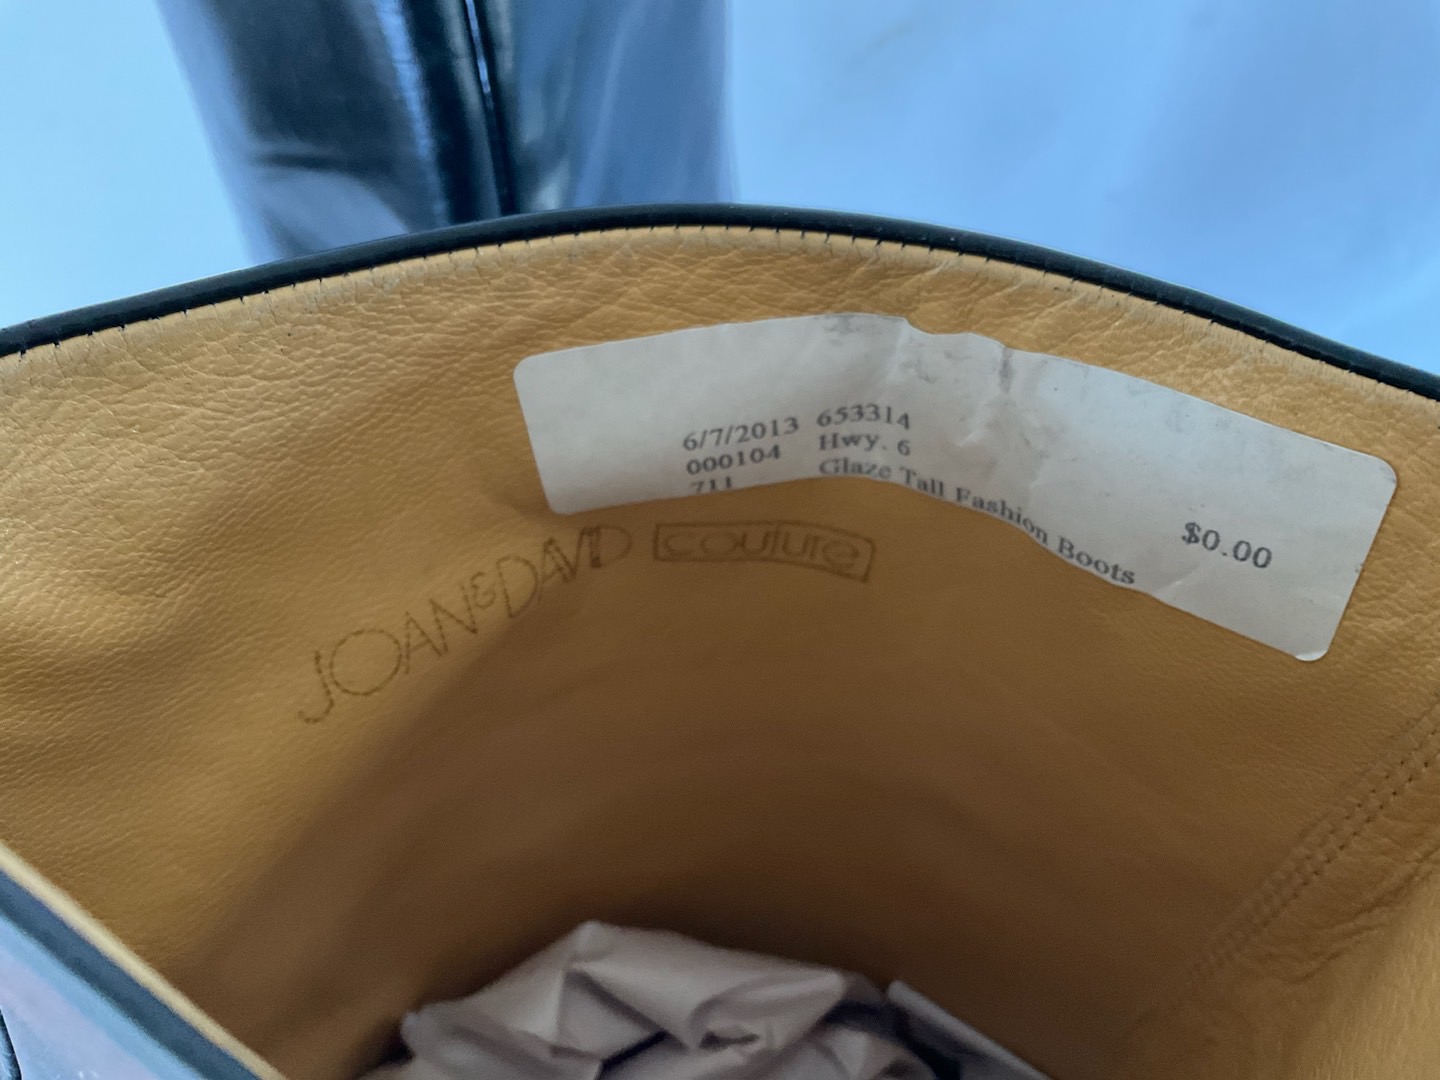 6/7/2013 653314
000104 Hwy. 6
711 Glaze Tall Fashion Boots
$0.00
JOAN & DAVID couture